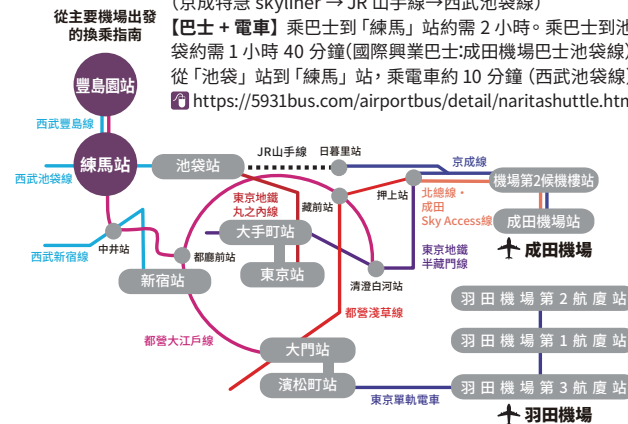 從主要機場出發
的換乘指南
(京成特急 skyliner → JR 山手線→西武池袋線)
【巴士 + 電車】乘巴士到「練馬」站約需 2 小時。乘巴士到池
袋約需 1 小時 40 分鐘(國際興業巴士:成田機場巴士池袋線)
從「池袋」站到「練馬」站，乘電車約 10 分鐘 (西武池袋線)
https://5931bus.com/airportbus/detail/naritashuttle.htm
豐島園站
西武豐島線
練馬站
西武池袋線
池袋站
JR山手線
日暮里站
京成線
機場第2候機樓站
押上站
北總線・
成田
Sky Access線
成田機場站
成田機場
東京地鐵
丸之內線
藏前站
大手町站
東京站
東京地鐵
半藏門線
清澄白河站
西武新宿線
中井站
都廳前站
新宿站
都營大江戶線
都營淺草線
大門站
濱松町站
東京單軌電車
羽田機場第2航廈站
羽田機場第1航廈站
羽田機場第3航廈站
羽田機場